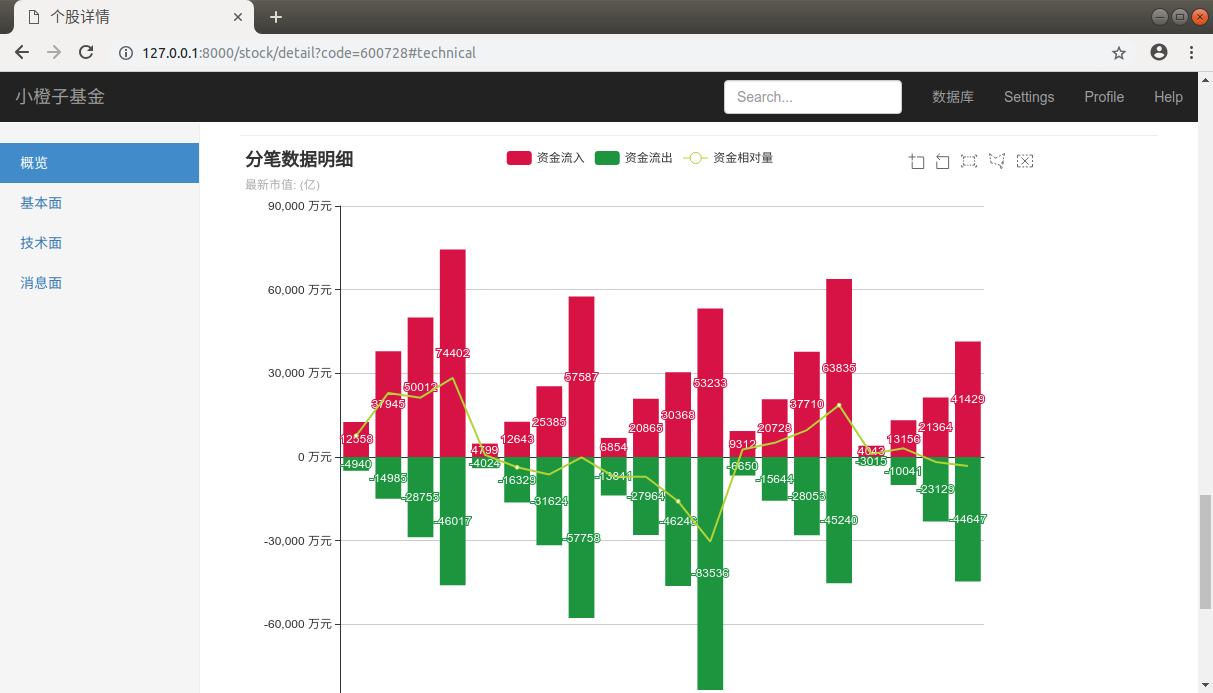 个股详情
127.0.0.1:8000/stock/detail?code=600728#technical
小橙子基金
Search...
数据库
Settings
Profile
Help
概览
基本面
技术面
消息面
分笔数据明细
资金流入
资金流出
资金相对量
最新市值: (亿)
90,000 万元
60,000 万元
30,000 万元
0 万元
-30,000 万元
-60,000 万元
12558
37945
50012
74402
4799
12643
25385
57587
6854
20865
30368
53233
9312
20728
37710
63835
4043
13156
21364
41429
-4940
-14985
-28755
-46017
-4024
-16329
-31624
-57758
-13841
-27964
-46246
-83536
-6650
-15644
-28053
-45240
-3015
-10041
-23129
-44647